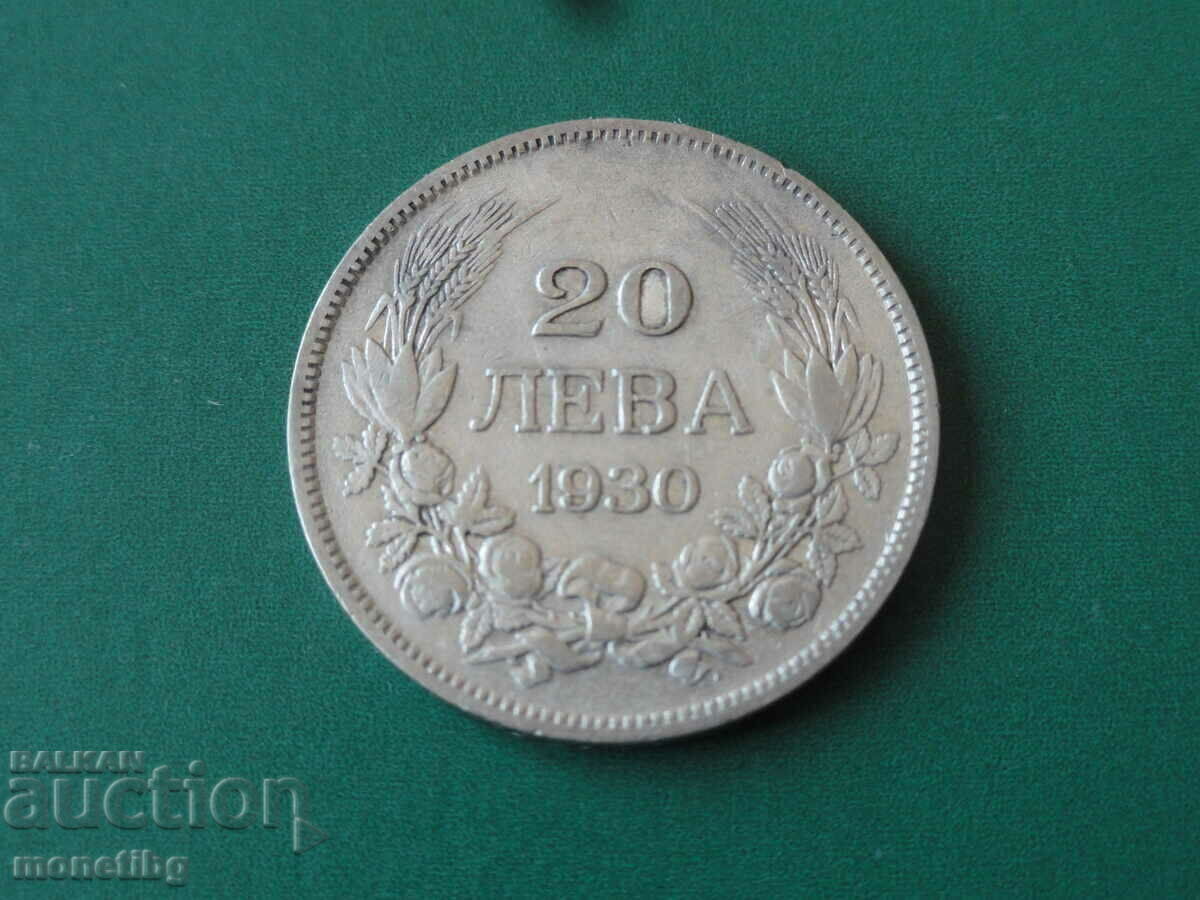 20
ЛЕВА
1930
BALKAN
auction
monetibg